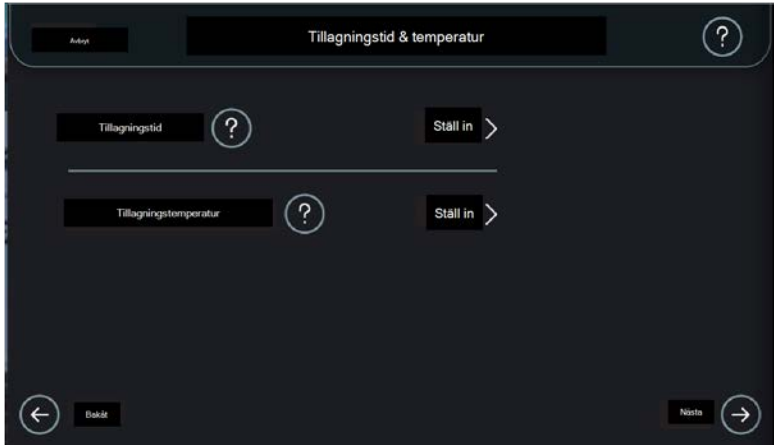 Avbryt
Tillagningstid & temperatur
?
Tillagningstid
?
Ställ in
Tillagningstemperatur
?
Ställ in
Bakåt
Nästa